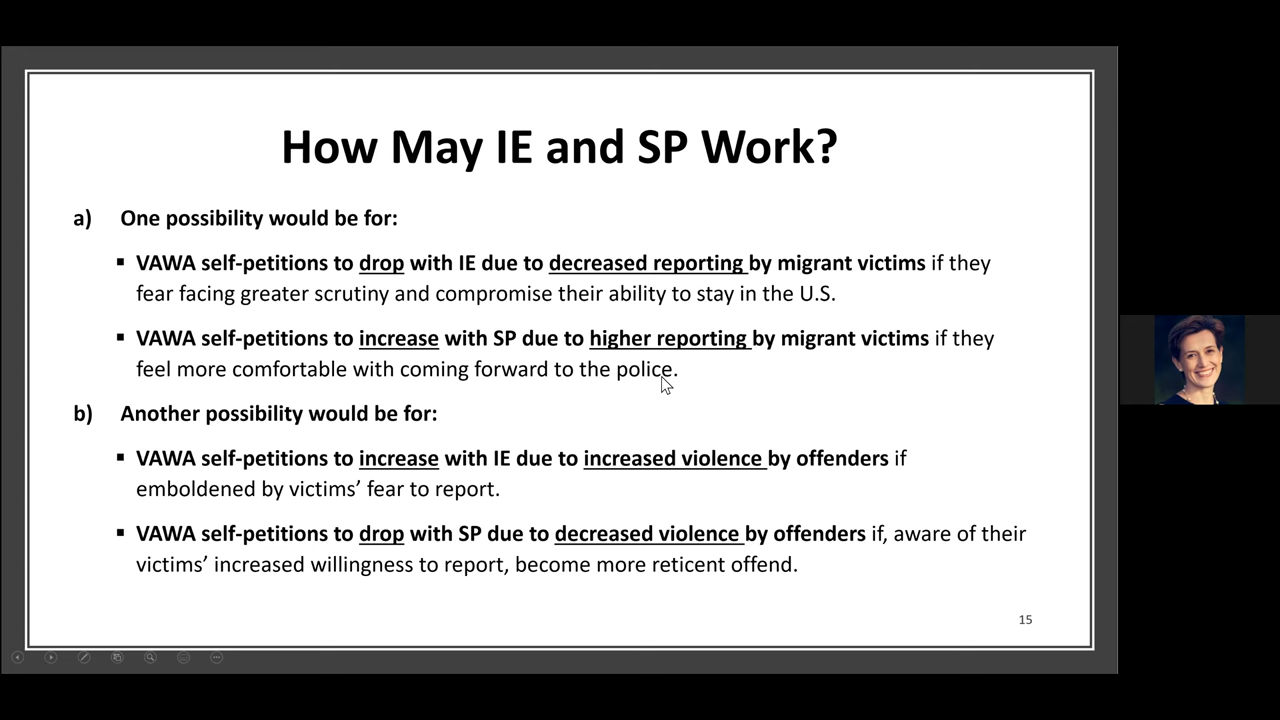 How May IE and SP Work?
a) One possibility would be for:
▪ VAWA self-petitions to drop with IE due to decreased reporting by migrant victims if they
fear facing greater scrutiny and compromise their ability to stay in the U.S.
▪ VAWA self-petitions to increase with SP due to higher reporting by migrant victims if they
feel more comfortable with coming forward to the police.
b) Another possibility would be for:
▪ VAWA self-petitions to increase with IE due to increased violence by offenders if
emboldened by victims’ fear to report.
▪ VAWA self-petitions to drop with SP due to decreased violence by offenders if, aware of their
victims’ increased willingness to report, become more reticent offend.
15